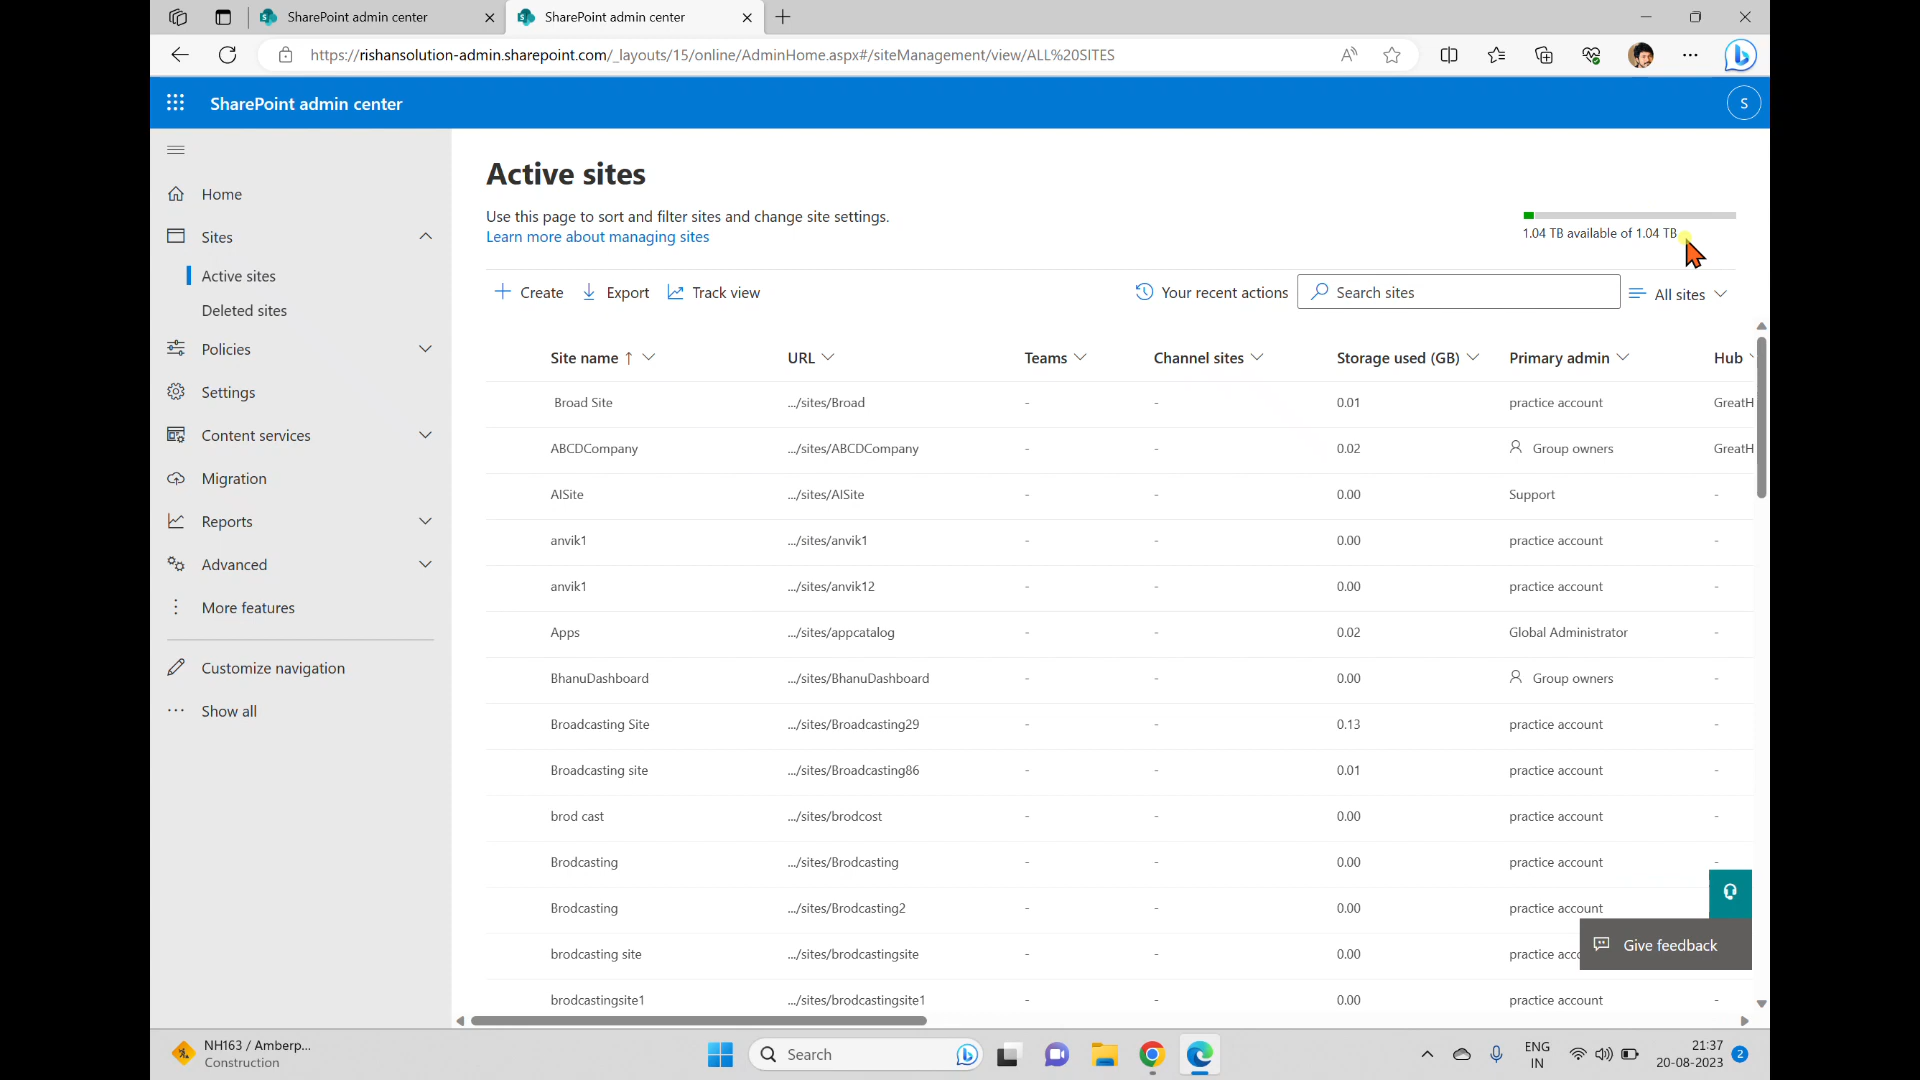 SharePoint admin center
SharePoint admin center
https://rishansolution-admin.sharepoint.com/_layouts/15/online/AdminHome.aspx#/siteManagement/view/ALL%20SITES
SharePoint admin center
S
Home
Sites
Active sites
Deleted sites
Policies
Settings
Content services
Migration
Reports
Advanced
More features
Customize navigation
Show all
Active sites
Use this page to sort and filter sites and change site settings.
Learn more about managing sites
1.04 TB available of 1.04 TB
Create Export Track view Your recent actions Search sites All sites
Site name ↑ URL Teams Channel sites Storage used (GB) Primary admin Hub
Broad Site .../sites/Broad - - 0.01 practice account GreatH
ABCDCompany .../sites/ABCDCompany - - 0.02 Group owners GreatH
AISite .../sites/AISite - - 0.00 Support -
anvik1 .../sites/anvik1 - - 0.00 practice account -
anvik1 .../sites/anvik12 - - 0.00 practice account -
Apps .../sites/appcatalog - - 0.02 Global Administrator -
BhanuDashboard .../sites/BhanuDashboard - - 0.00 Group owners -
Broadcasting Site .../sites/Broadcasting29 - - 0.13 practice account -
Broadcasting site .../sites/Broadcasting86 - - 0.01 practice account -
brod cast .../sites/brodcost - - 0.00 practice account -
Brodcasting .../sites/Brodcasting - - 0.00 practice account -
Brodcasting .../sites/Brodcasting2 - - 0.00 practice account
brodcasting site .../sites/brodcastingsite - - 0.00 practice acco
brodcastingsite1 .../sites/brodcastingsite1 - - 0.00 practice account -
Give feedback
NH163 / Amberp...
Construction
Search
ENG
IN
21:37
20-08-2023
2